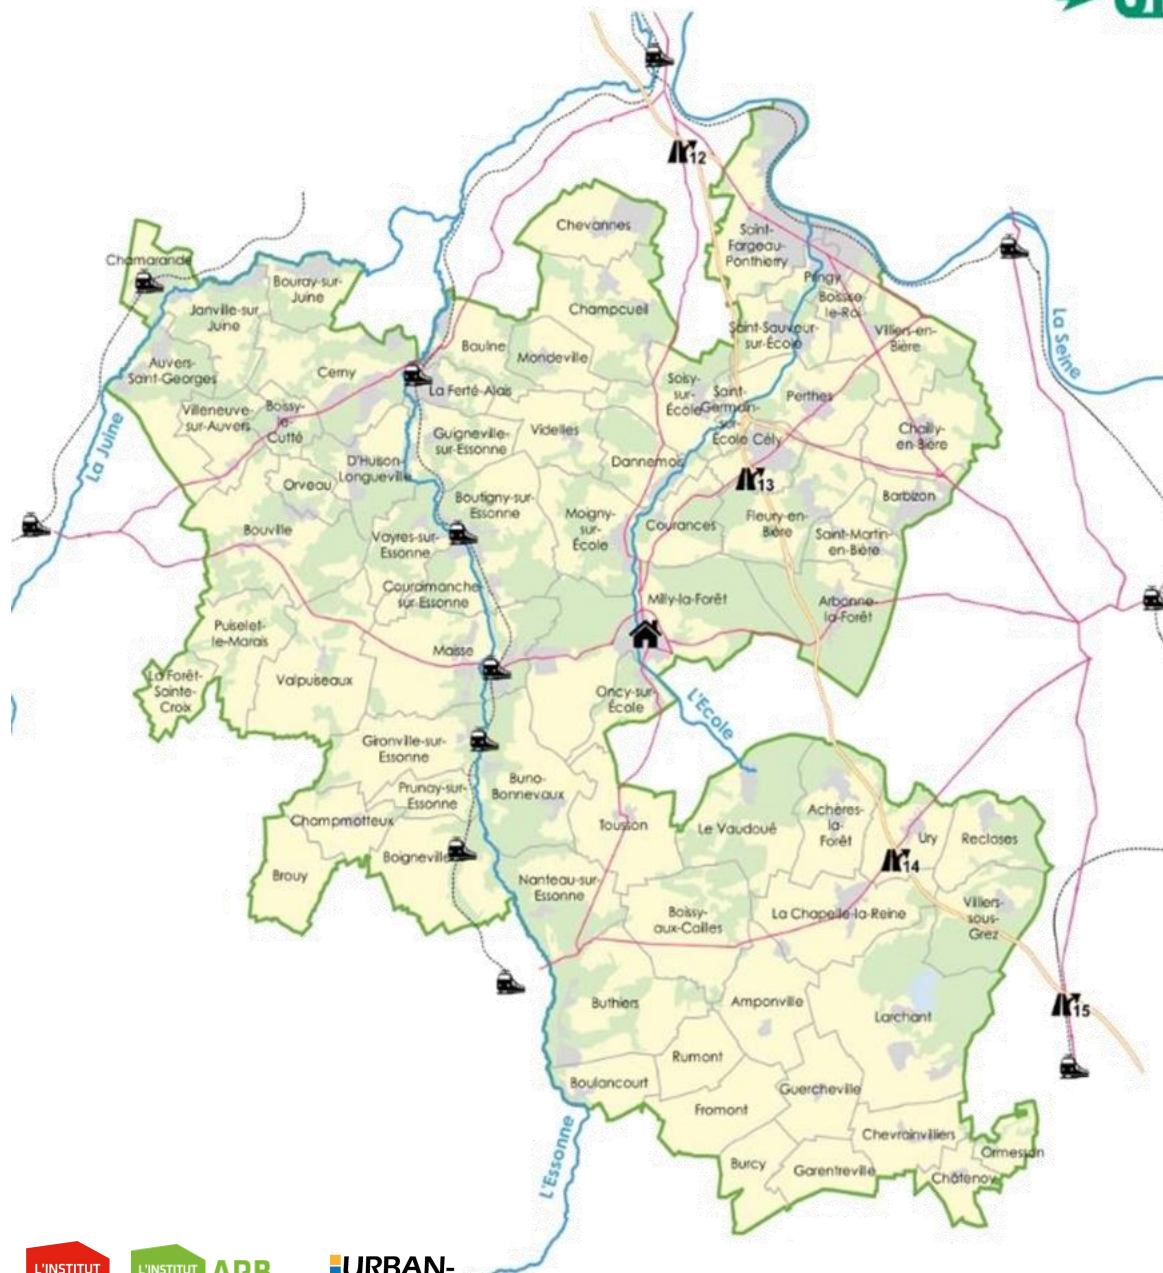 12
Chevannes
Saint-
Fargeau-
Ponthierry
Chamarande
Pringy
Bouray-sur-
Juine
Boissise-
le-Roi
Janville-sur
Juine
Champcueil
Saint-Sauveur-
sur-École
Villiers-en-
Bière
La Seine
Baulne
Mondeville
Auvers-
Saint-Georges
Cerny
La Ferté-Alais
Soisy-
sur-
École
Saint-
Germain-
sur-
École
Perthes
Villeneuve-
sur-Auvers
Boissy-
le-
Cutté
Guigneville-
sur-Essonne
Videlles
Cély
Chailly-
en-Bière
La Juine
D'Huison-
Longueville
Dannemois
13
Orveau
Boutigny-sur-
Essonne
Barbizon
Bouville
Vayres-sur-
Essonne
Moigny-
sur-
École
Courances
Fleury-en-
Bière
Saint-Martin-
en-Bière
Courdimanche-
sur-Essonne
Milly-la-Forêt
Arbonne-
la-Forêt
Puiselet-
le-Marais
Maisse
La Forêt-
Sainte-
Croix
Valpuiseaux
Oncy-sur-
École
L'Ecole
Gironville-sur-
Essonne
Prunay-sur-
Essonne
Buno-
Bonnevaux
Champmotteux
Tousson
Le Vaudoué
Achères-
la-
Forêt
Ury
Recloses
Boigneville
14
Brouy
Nanteau-sur-
Essonne
Boissy-
aux-Cailles
La Chapelle-la-Reine
Villiers-
sous-
Grez
Buthiers
Amponville
Larchant
15
Rumont
Boulancourt
Guercheville
Fromont
Chevrainvilliers
L'Essonne
Burcy
Garentreville
Ormesson
Châtenoy
L'INSTITUT
L'INSTITUT
ARB
URBAN-